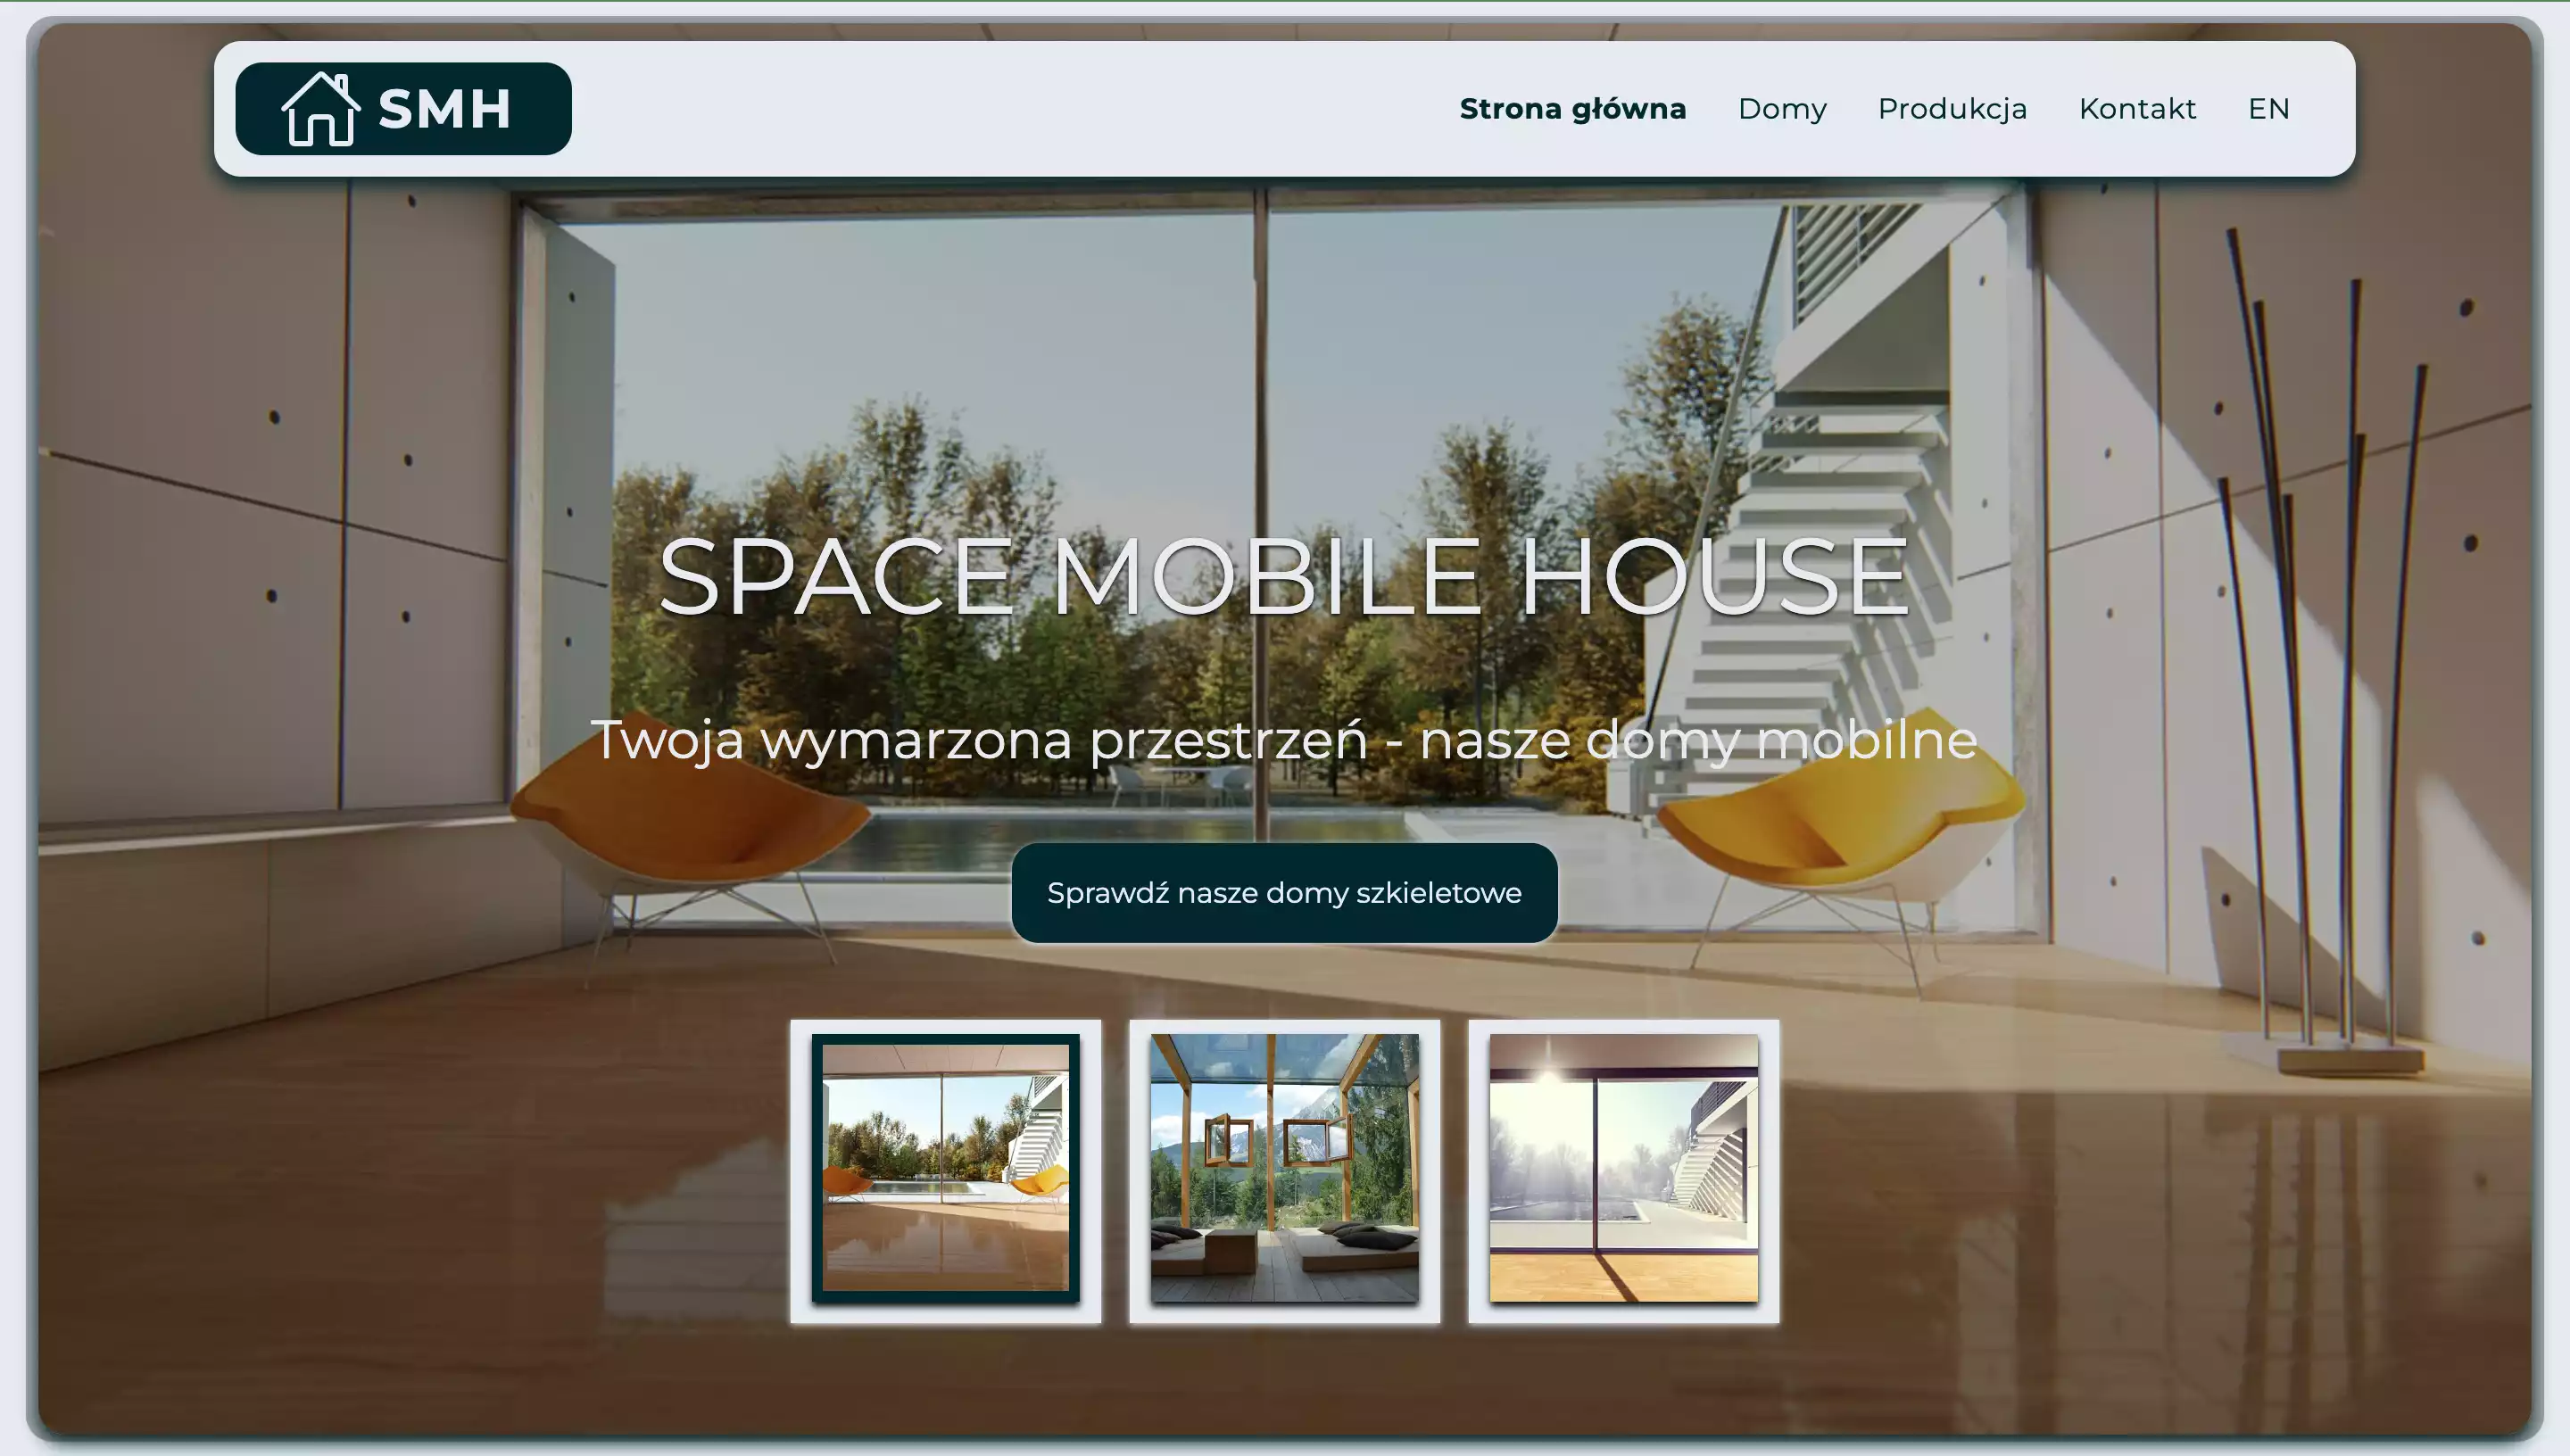 SMH
Strona główna Domy Produkcja Kontakt EN
SPACE MOBILE HOUSE
Twoja wymarzona przestrzeń - nasze domy mobilne
Sprawdź nasze domy szkieletowe